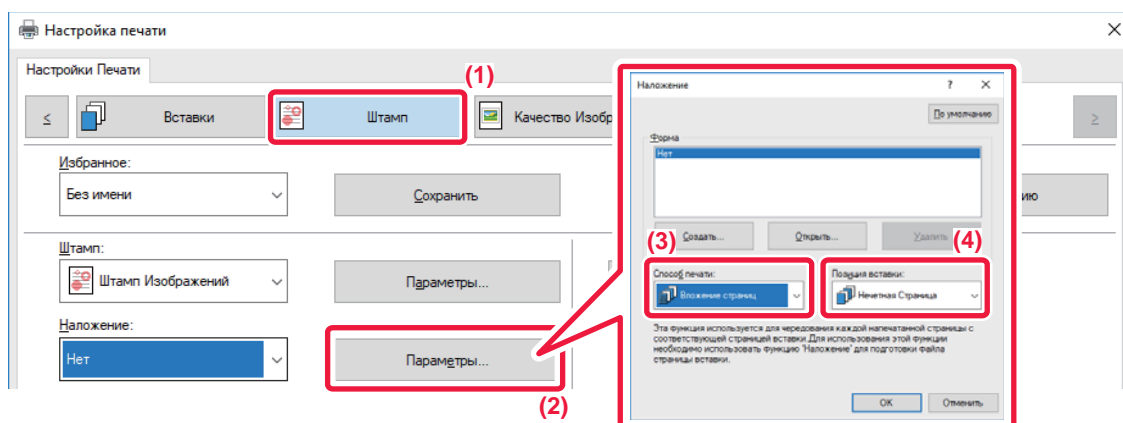 Настройка печати
Настройки Печати
(1)
≤
Вставки
Штамп
Качество Изобр
≥
Избранное:
Без имени
Сохранить
ию
Штамп:
Штамп Изображений
Параметры...
Наложение:
Нет
Параметры...
(2)
Наложение
?
По умолчанию
Форма
Нет
Создать...
Открыть...
Удалить
(3)
(4)
Способ печати:
Вложение страниц
Позиция вставки:
Нечетная Страница
Эта функция используется для чередования каждой напечатанной страницы с
соответствующей страницей вставки.Для использования этой функции
необходимо использовать функцию 'Наложение' для подготовки файла
страницы вставки.
OK
Отменить